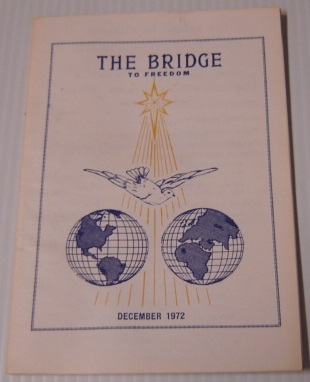 THE BRIDGE
TO FREEDOM
DECEMBER 1972